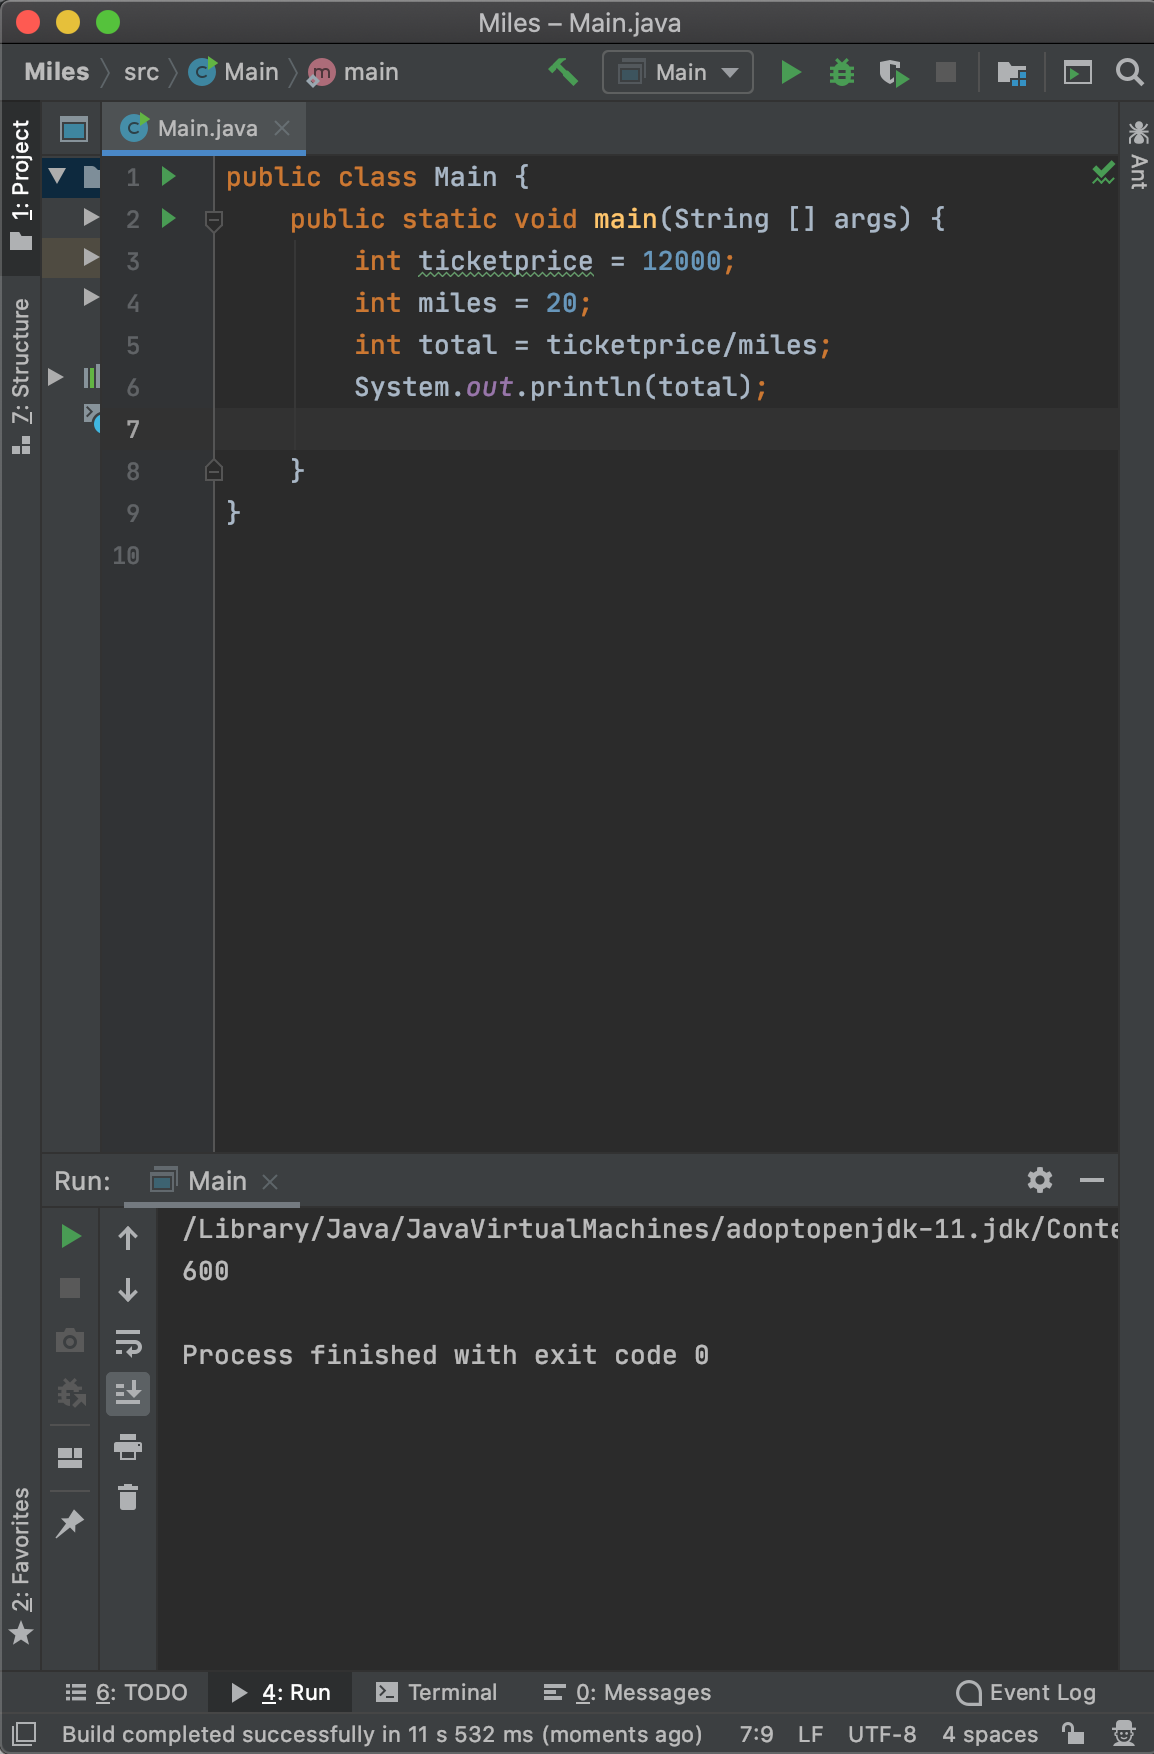 Miles – Main.java
Miles src Main main Main
Main.java
1: Project
7: Structure
2: Favorites
Ant
1 public class Main {
2 public static void main(String [] args) {
3 int ticketprice = 12000;
4 int miles = 20;
5 int total = ticketprice/miles;
6 System.out.println(total);
7
8 }
9 }
10
Run: Main
/Library/Java/JavaVirtualMachines/adoptopenjdk-11.jdk/Conte
600
Process finished with exit code 0
6: TODO 4: Run Terminal 0: Messages Event Log
Build completed successfully in 11 s 532 ms (moments ago) 7:9 LF UTF-8 4 spaces